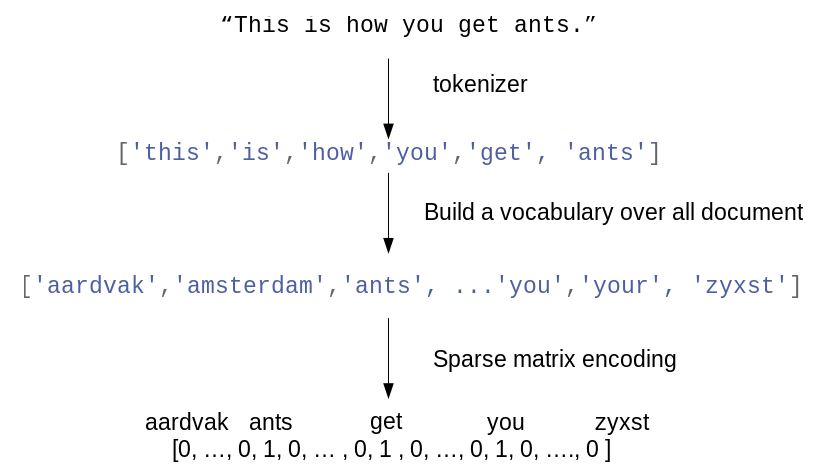 “This is how you get ants.”
tokenizer
['this','is','how','you','get', 'ants']
Build a vocabulary over all document
['aardvak','amsterdam','ants', ...'you','your', 'zyxst']
Sparse matrix encoding
aardvak ants get you zyxst
[0, …, 0, 1, 0, … , 0, 1 , 0, …, 0, 1, 0, …., 0 ]